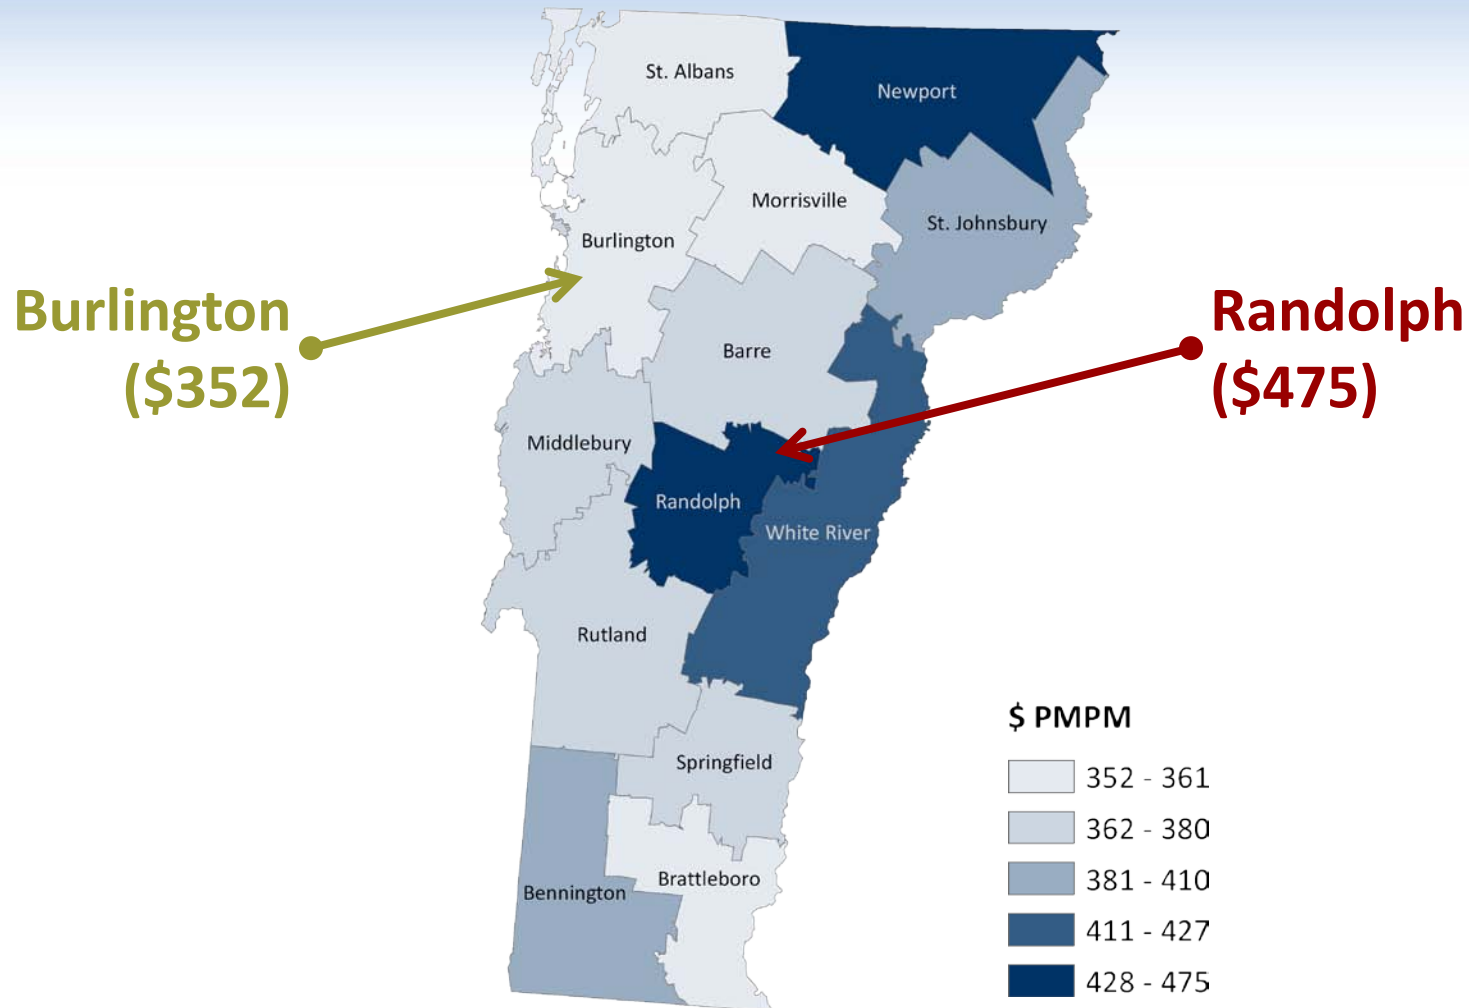 St. Albans
Newport
Morrisville
St. Johnsbury
Burlington
Burlington
($352)
Randolph
($475)
Barre
Middlebury
Randolph
White River
Rutland
Springfield
Brattleboro
Bennington
$ PMPM
352 - 361
362 - 380
381 - 410
411 - 427
428 - 475